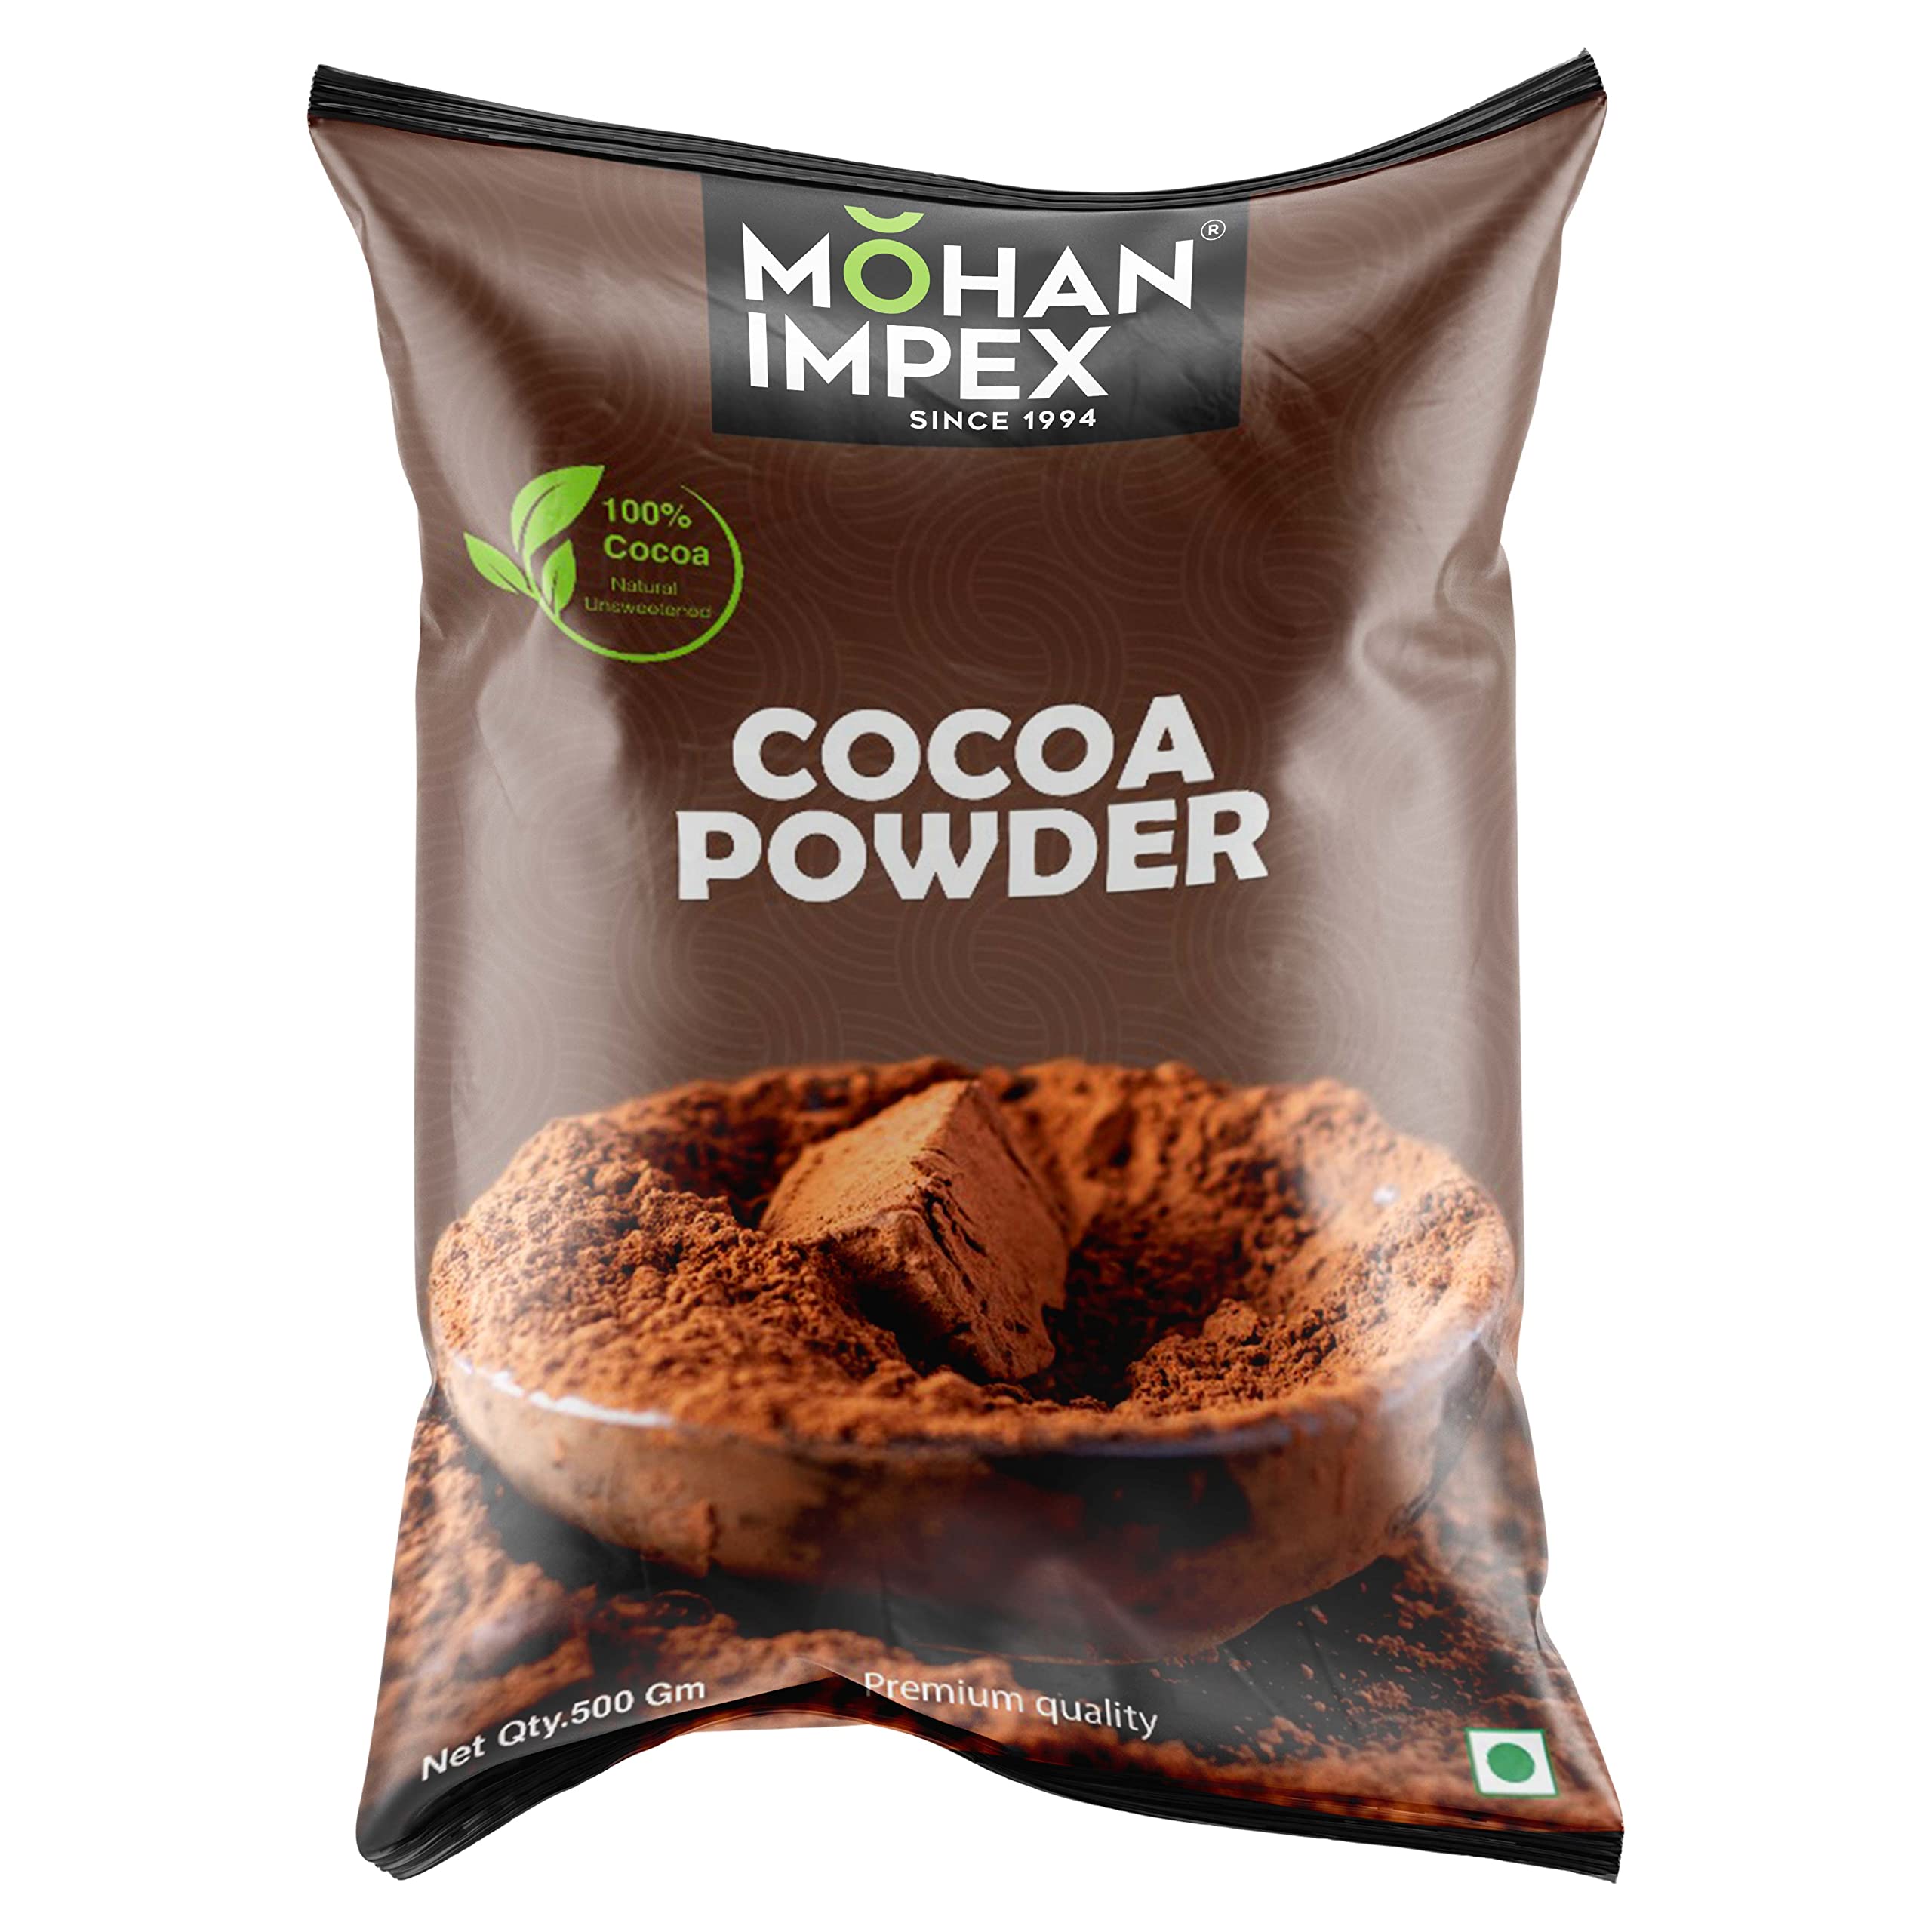 MOHAN ®
IMPEX
SINCE 1994
100%
Cocoa
Natural
Unsweetened
COCOA
POWDER
Net Qty.500 Gm
Premium quality